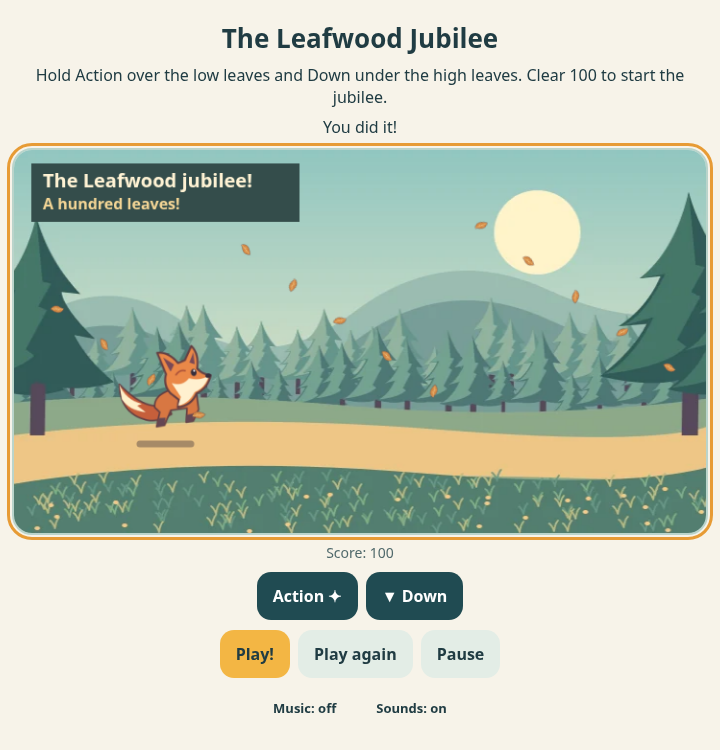 The Leafwood Jubilee
Hold Action over the low leaves and Down under the high leaves. Clear 100 to start the
jubilee.
You did it!
The Leafwood jubilee!
A hundred leaves!
Score: 100
Action ✦
▼ Down
Play!
Play again
Pause
Music: off
Sounds: on